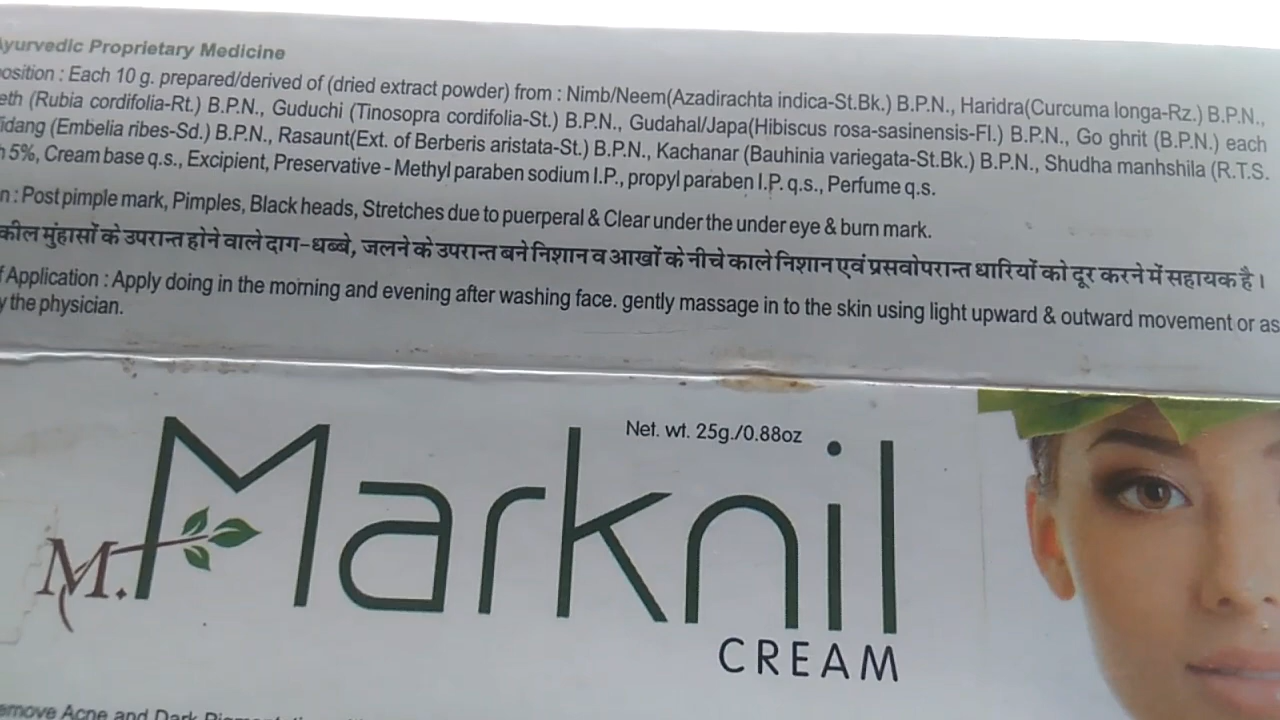 Ayurvedic Proprietary Medicine
osition : Each 10 g. prepared/derived of (dried extract powder) from : Nimb/Neem(Azadirachta indica-St.Bk.) B.P.N., Haridra(Curcuma longa-Rz.) B.P.N.,
eth (Rubia cordifolia-Rt.) B.P.N., Guduchi (Tinosopra cordifolia-St.) B.P.N., Gudahal/Japa(Hibiscus rosa-sasinensis-Fl.) B.P.N., Go ghrit (B.P.N.) each
idang (Embelia ribes-Sd.) B.P.N., Rasaunt(Ext. of Berberis aristata-St.) B.P.N., Kachanar (Bauhinia variegata-St.Bk.) B.P.N., Shudha manhshila (R.T.S.
h 5%, Cream base q.s., Excipient, Preservative - Methyl paraben sodium I.P., propyl paraben I.P. q.s., Perfume q.s.
n : Post pimple mark, Pimples, Black heads, Stretches due to puerperal & Clear under the under eye & burn mark.
कील मुंहासों के उपरान्त होने वाले दाग-धब्बे, जलने के उपरान्त बने निशान व आखों के नीचे काले निशान एवं प्रसवोपरान्त धारियों को दूर करने में सहायक है।
f Application : Apply doing in the morning and evening after washing face. gently massage in to the skin using light upward & outward movement or as
y the physician.
Net. wt. 25g./0.88oz
M. Marknil
CREAM
emove Acne and Dark